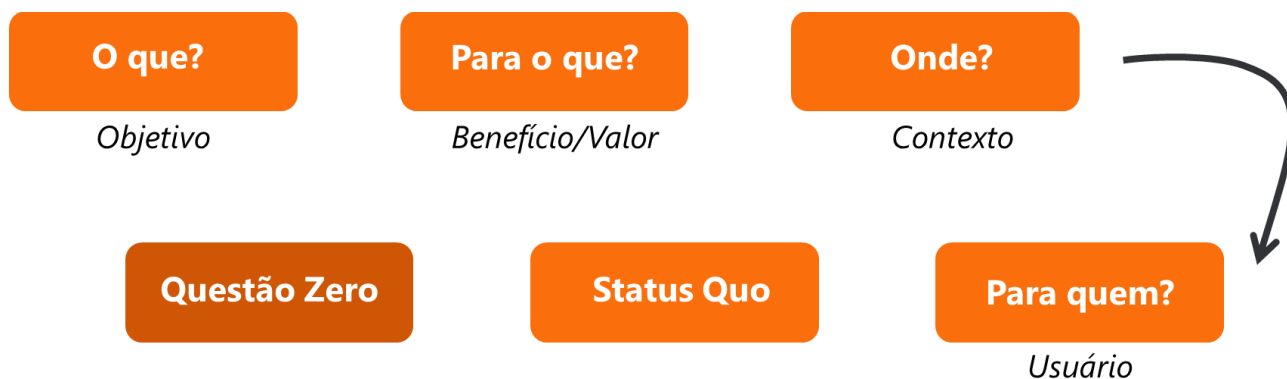 O que?
Para o que?
Onde?
Objetivo
Benefício/Valor
Contexto
Questão Zero
Status Quo
Para quem?
Usuário